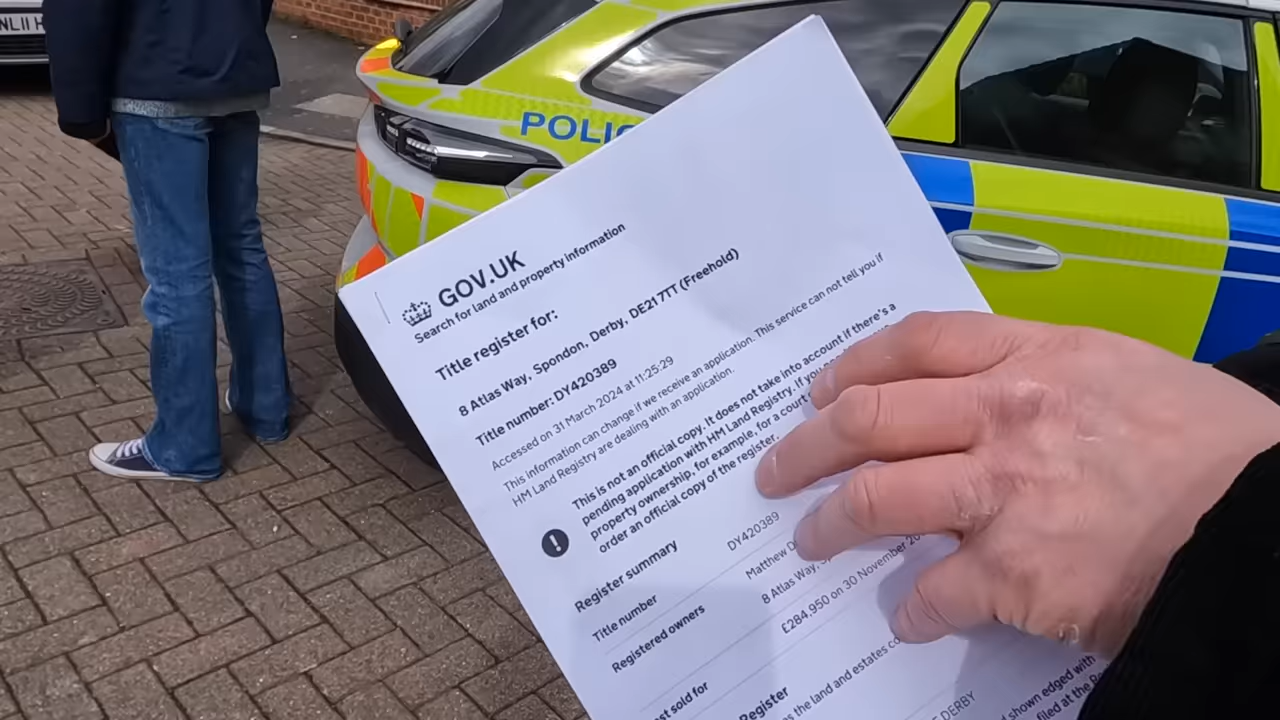 NL11 H
POLIC
GOV.UK
Search for land and property information
Title register for:
8 Atlas Way, Spondon, Derby, DE21 7TT (Freehold)
Title number: DY420389
Accessed on 31 March 2024 at 11:25:29
This information can change if we receive an application. This service can not tell you if
HM Land Registry are dealing with an application.
This is not an official copy. It does not take into account if there's a
pending application with HM Land Registry. If you
property ownership, for example, for a court
order an official copy of the register.
Register summary
Title number DY420389
Registered owners Matthew D
8 Atlas Way,
st sold for £284,950 on 30 November 20
Register
s the land and estates
DERBY
shown edged with
filed at the